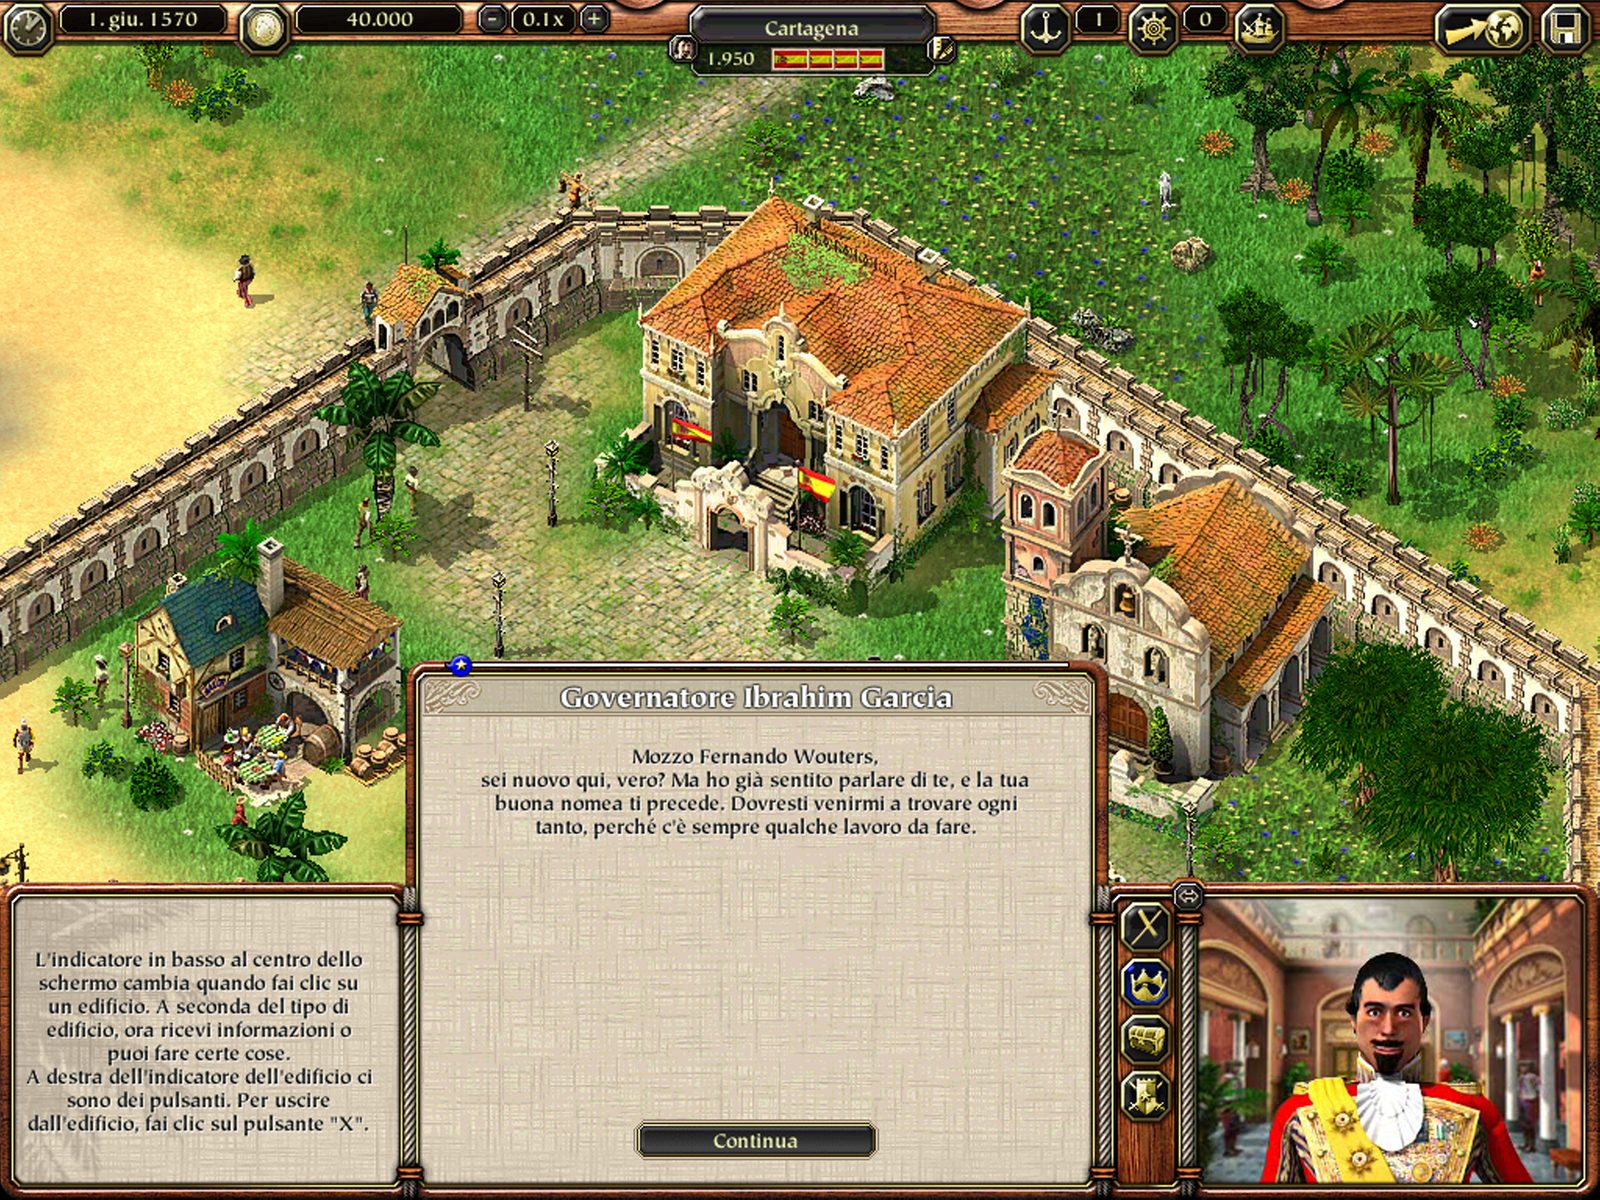 1. giu. 1570
40.000
0.1x
Cartagena
1.950
1
0
Governatore Ibrahim Garcia
Mozzo Fernando Wouters,
sei nuovo qui, vero? Ma ho già sentito parlare di te, e la tua
buona nomea ti precede. Dovresti venirmi a trovare ogni
tanto, perché c'è sempre qualche lavoro da fare.
Continua
L'indicatore in basso al centro dello
schermo cambia quando fai clic su
un edificio. A seconda del tipo di
edificio, ora ricevi informazioni o
puoi fare certe cose.
A destra dell'indicatore dell'edificio ci
sono dei pulsanti. Per uscire
dall'edificio, fai clic sul pulsante "X".